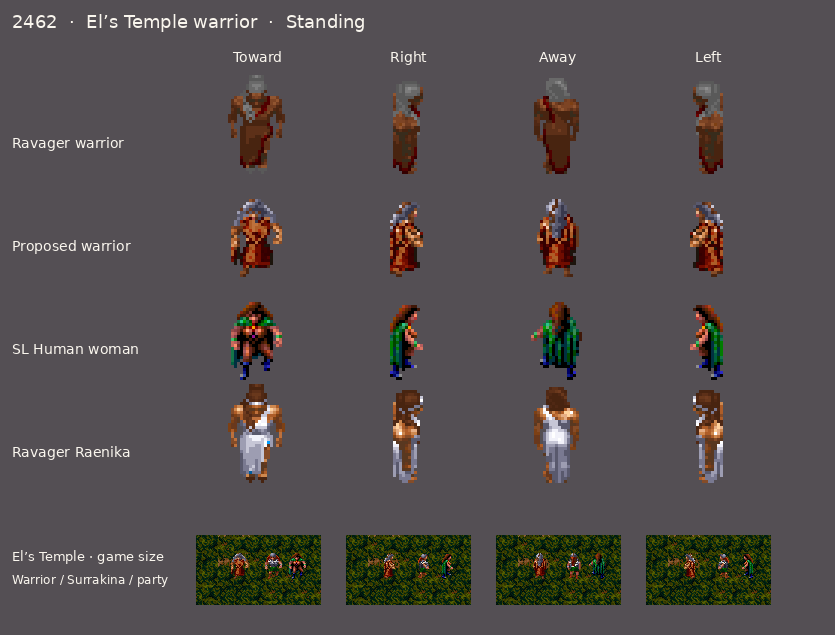 2462 · El’s Temple warrior · Standing
Toward Right Away Left
Ravager warrior
Proposed warrior
SL Human woman
Ravager Raenika
El’s Temple · game size
Warrior / Surrakina / party